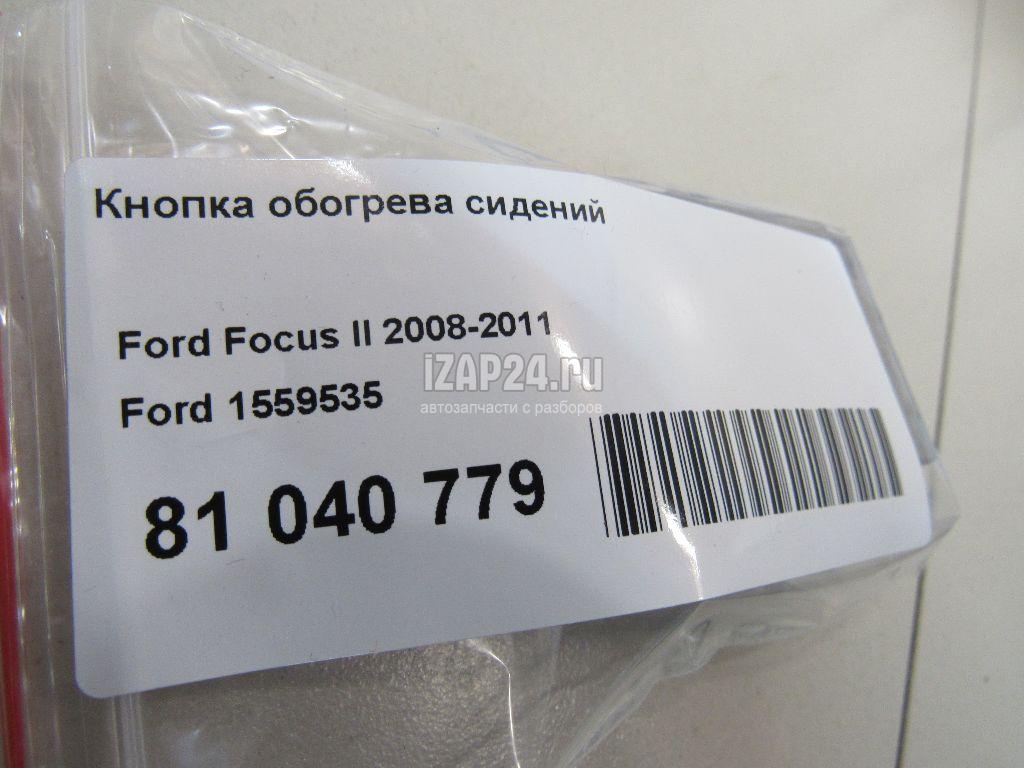 Кнопка обогрева сидений
Ford Focus II 2008-2011
iZAP24.ru
Ford 1559535
автозапчасти с разборов
81 040 779